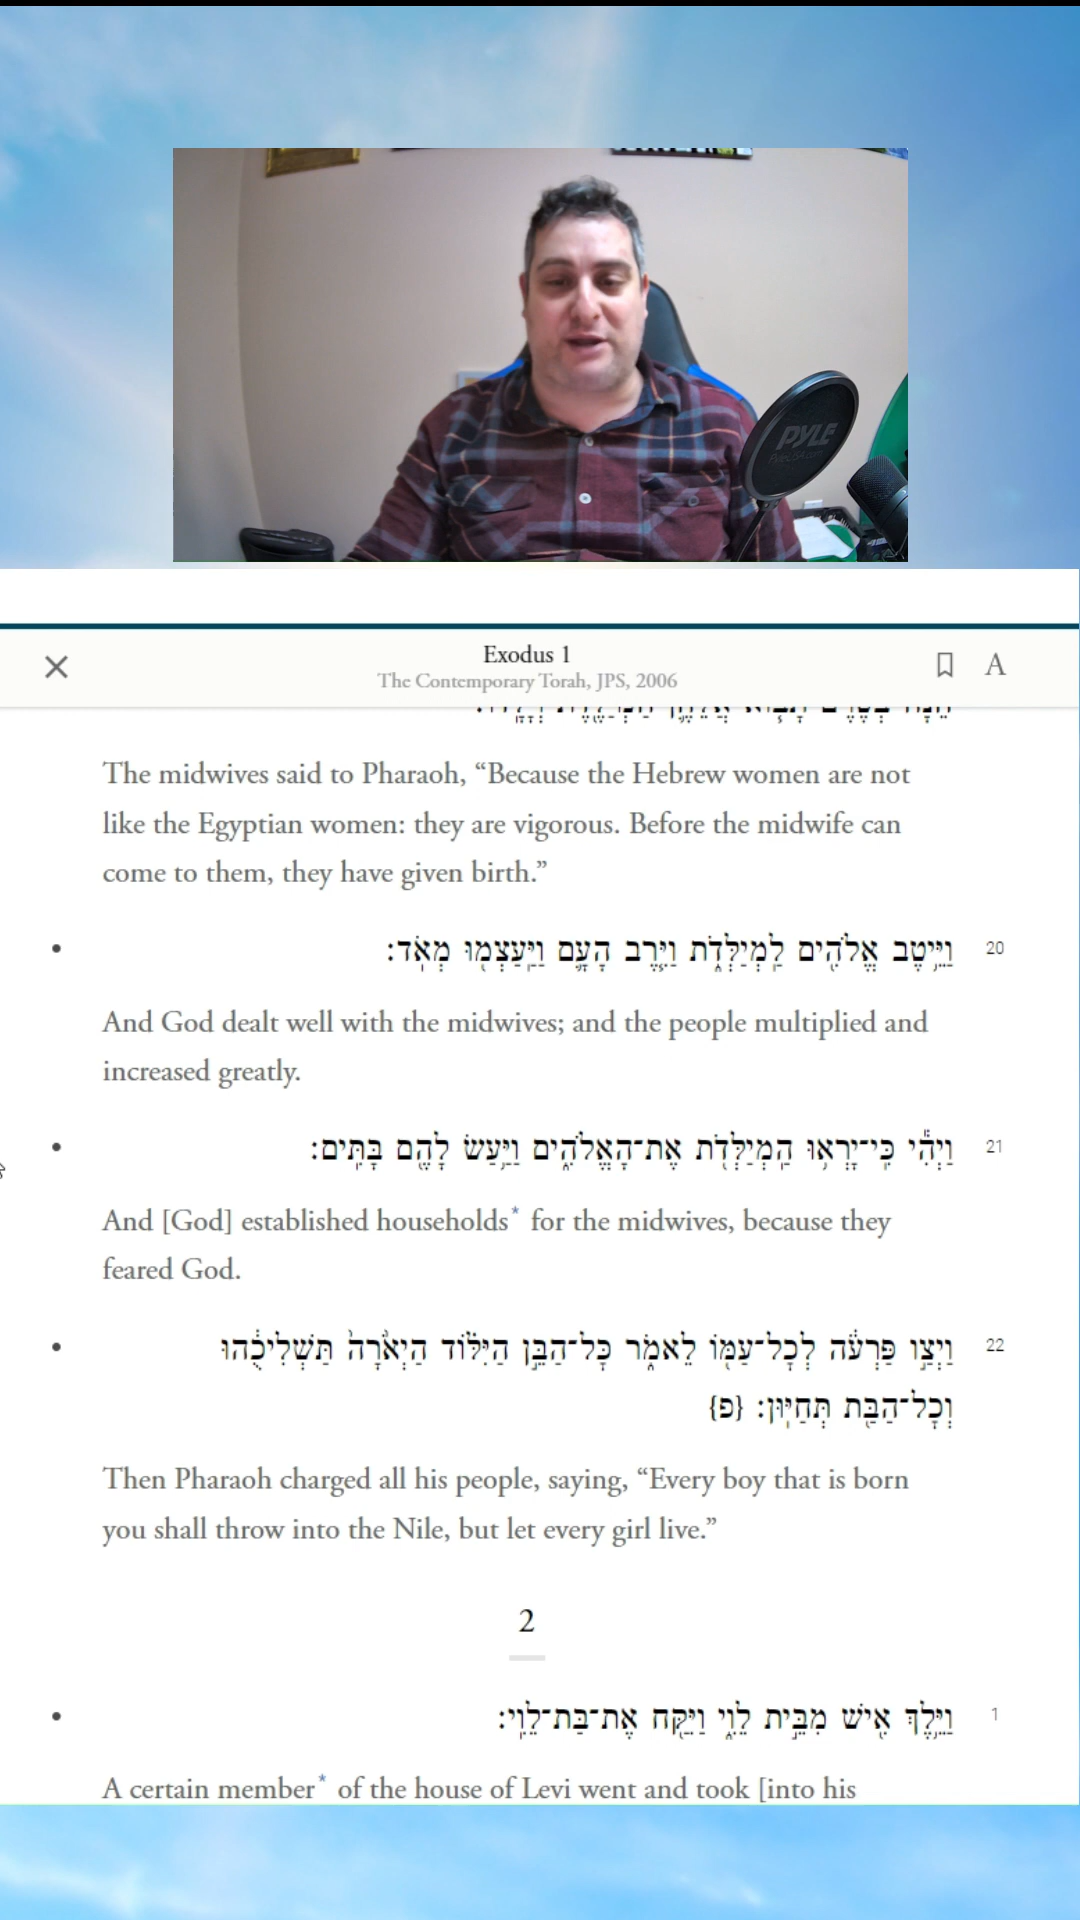 PYLE
Exodus 1
The Contemporary Torah, JPS, 2006
A
The midwives said to Pharaoh, “Because the Hebrew women are not
like the Egyptian women: they are vigorous. Before the midwife can
come to them, they have given birth.”
20
וַיֵּ֥יטֶב אֱלֹהִ֖ים לַֽמְיַלְּדֹ֑ת וַיִּ֧רֶב הָעָ֛ם וַיַּֽעַצְמ֖וּ מְאֹֽד׃
And God dealt well with the midwives; and the people multiplied and
increased greatly.
21
וַיְהִ֕י כִּֽי־יָרְא֥וּ הַֽמְיַלְּדֹ֖ת אֶת־הָאֱלֹהִ֑ים וַיַּ֥עַשׂ לָהֶ֖ם בָּתִּֽים׃
And [God] established households* for the midwives, because they
feared God.
22
וַיְצַ֣ו פַּרְעֹ֔ה לְכׇל־עַמּ֖וֹ לֵאמֹ֑ר כׇּל־הַבֵּ֣ן הַיִּלּ֗וֹד הַיְאֹ֙רָה֙ תַּשְׁלִיכֻ֔הוּ
וְכׇל־הַבַּ֖ת תְּחַיּֽוּן׃ {פ}
Then Pharaoh charged all his people, saying, “Every boy that is born
you shall throw into the Nile, but let every girl live.”
2
1
וַיֵּ֥לֶךְ אִ֖ישׁ מִבֵּ֣ית לֵוִ֑י וַיִּקַּ֖ח אֶת־בַּת־לֵוִֽי׃
A certain member* of the house of Levi went and took [into his